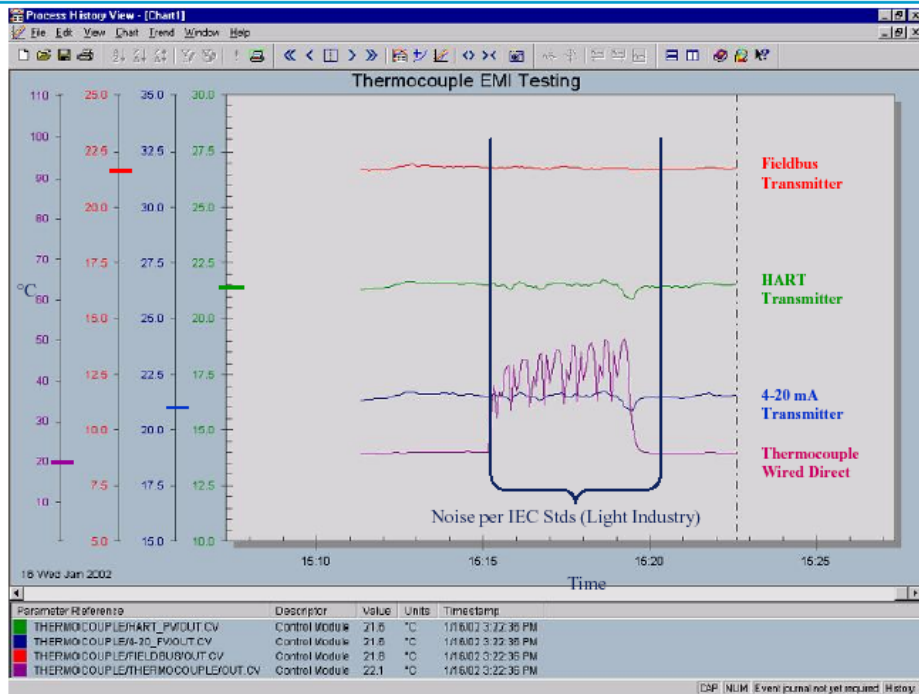 Process History View - [Chart1]
File Edit View Chart Trend Window Help
Thermocouple EMI Testing
110 25.0 35.0 30.0
100
22.5 32.5 27.5
90
80 20.0 30.0 25.0
70
17.5 27.5 22.5
°C
60
15.0 25.0 20.0
50
40 22.5 17.5
30
10.0 20.0 15.0
20
7.5 17.5 12.5
10
5.0 15.0 10.0
Fieldbus
Transmitter
HART
Transmitter
4-20 mA
Transmitter
Thermocouple
Wired Direct
Noise per IEC Stds (Light Industry)
15:10 15:15 15:20 15:25
Time
16 Wed Jan 2002
Parameter Reference Descriptor Value Units Timestamp
THERMOCOUPLE/HART_PV/OUT.CV Control Module 21.6 °C 1/16/02 3:22:36 PM
THERMOCOUPLE/4-20_PV/OUT.CV Control Module 21.6 °C 1/16/02 3:22:36 PM
THERMOCOUPLE/FIELDBUS/OUT.CV Control Module 21.8 °C 1/16/02 3:22:36 PM
THERMOCOUPLE/THERMOCOUPLE/OUT.CV Control Module 22.1 °C 1/16/02 3:22:36 PM
CAP NUM Event journal not yet required History